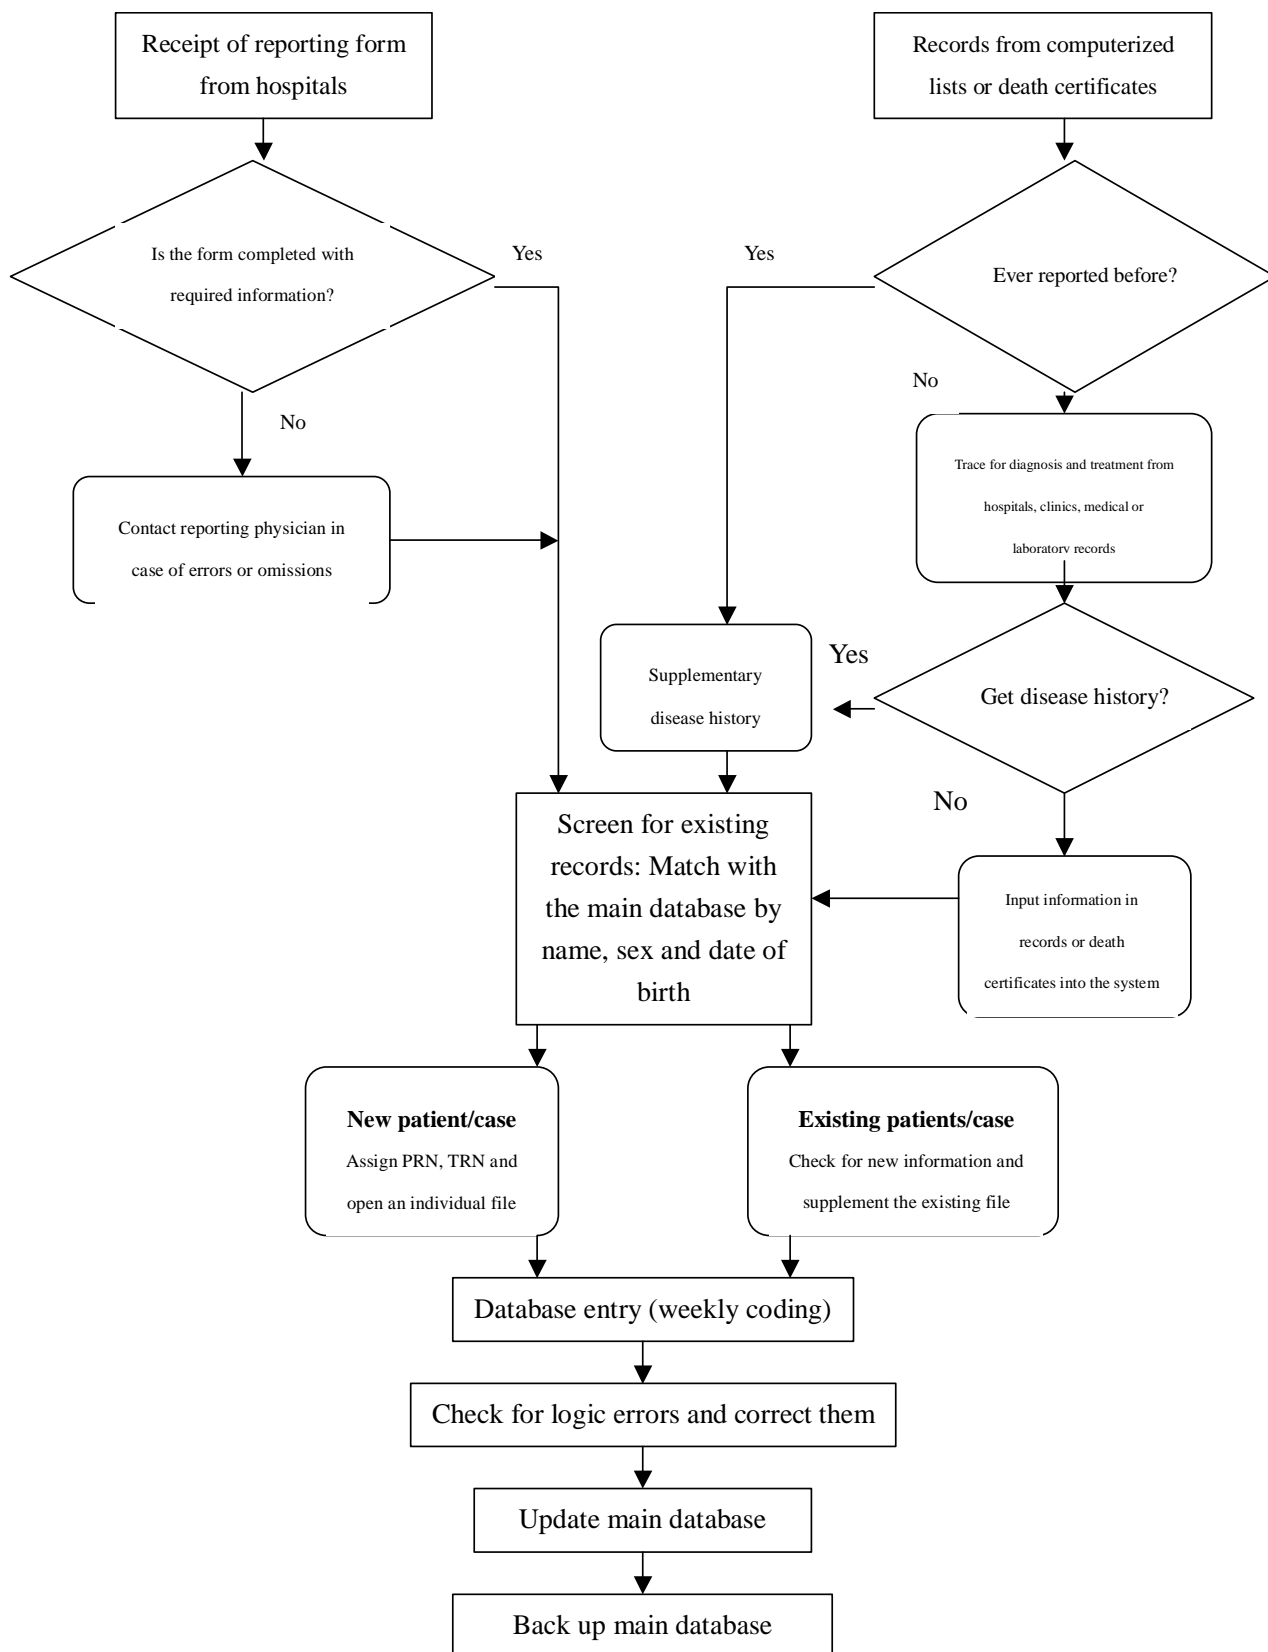 Receipt of reporting form
from hospitals
Records from computerized
lists or death certificates
Is the form completed with
required information?
Yes
Yes
Ever reported before?
No
No
Trace for diagnosis and treatment from
hospitals, clinics, medical or
laboratory records
Contact reporting physician in
case of errors or omissions
Supplementary
disease history
Yes
Get disease history?
No
Screen for existing
records: Match with
the main database by
name, sex and date of
birth
Input information in
records or death
certificates into the system
New patient/case
Assign PRN, TRN and
open an individual file
Existing patients/case
Check for new information and
supplement the existing file
Database entry (weekly coding)
Check for logic errors and correct them
Update main database
Back up main database